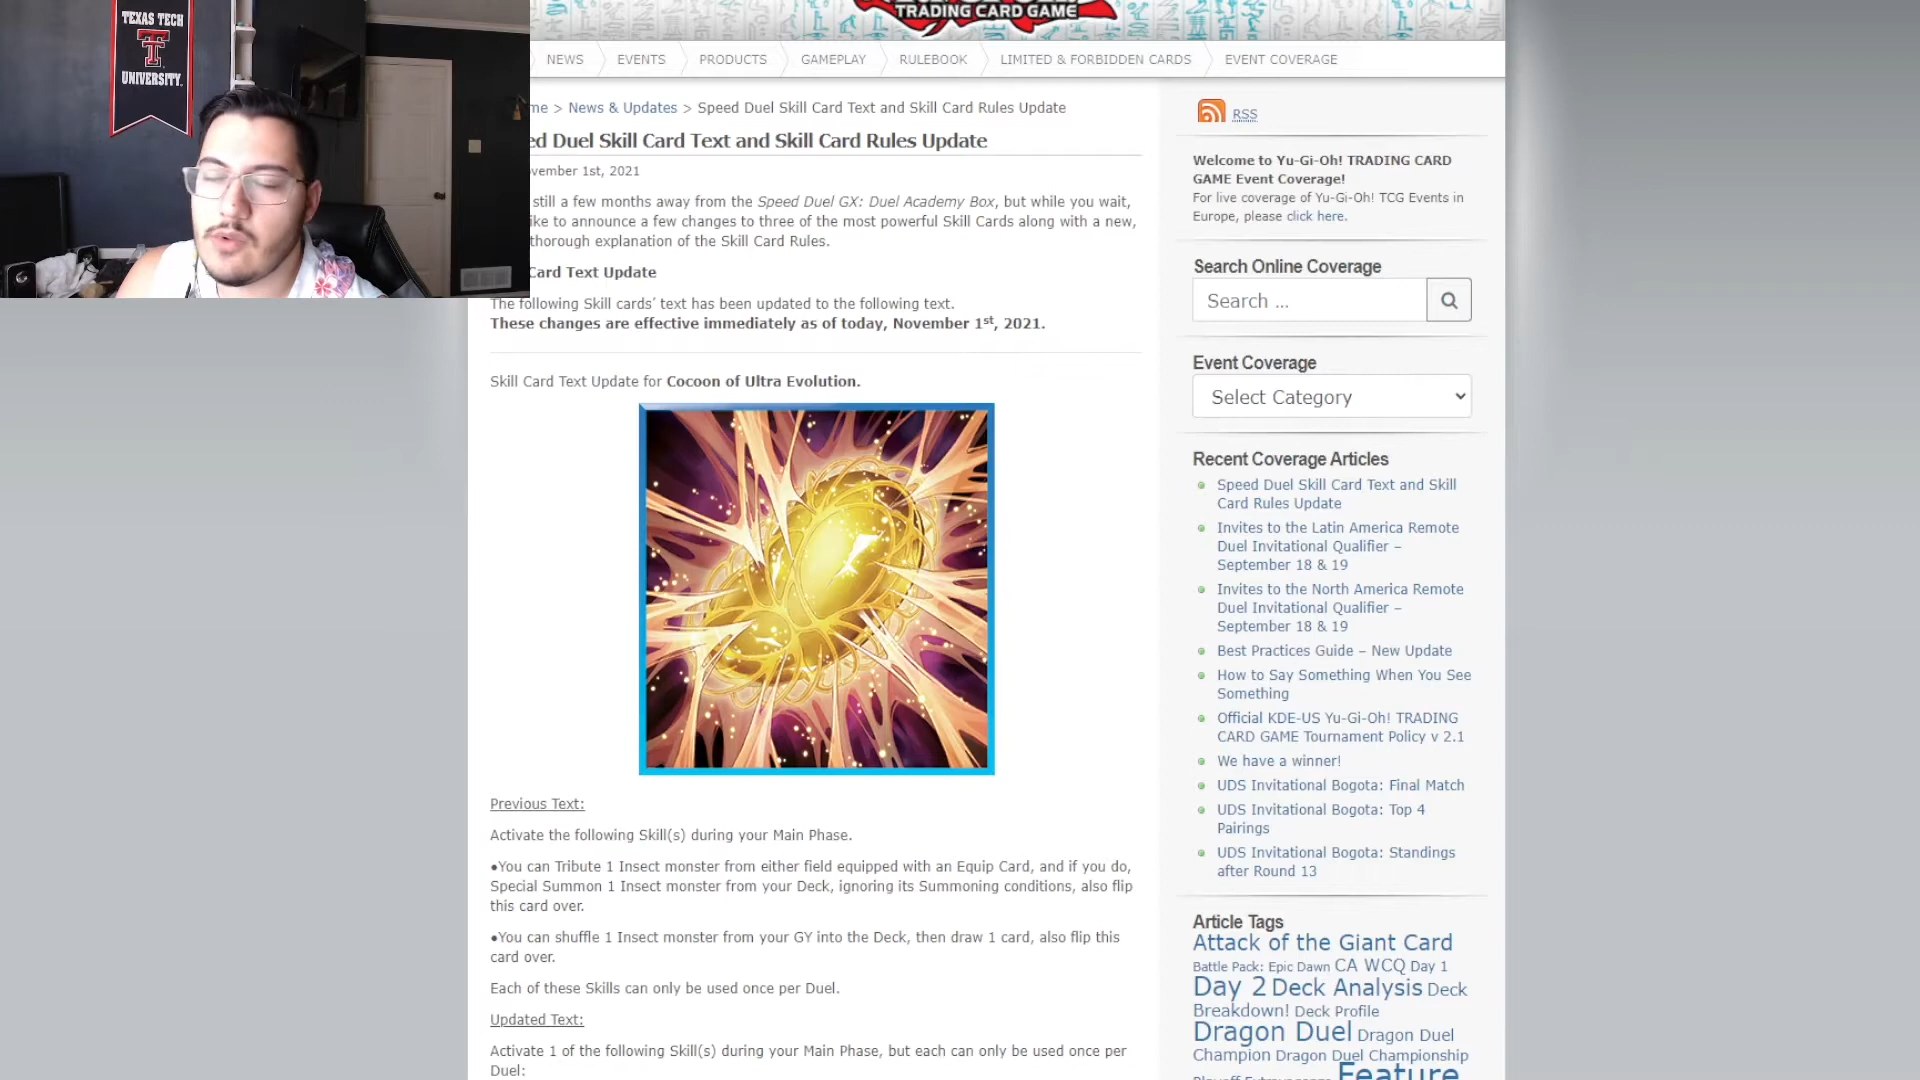 TEXAS TECH
UNIVERSITY.
TRADING CARD GAME
NEWS
EVENTS
PRODUCTS
GAMEPLAY
RULEBOOK
LIMITED & FORBIDDEN CARDS
EVENT COVERAGE
me > News & Updates > Speed Duel Skill Card Text and Skill Card Rules Update
ed Duel Skill Card Text and Skill Card Rules Update
vember 1st, 2021
still a few months away from the Speed Duel GX: Duel Academy Box, but while you wait,
ike to announce a few changes to three of the most powerful Skill Cards along with a new,
thorough explanation of the Skill Card Rules.
Card Text Update
The following Skill cards' text has been updated to the following text.
These changes are effective immediately as of today, November 1st, 2021.
Skill Card Text Update for Cocoon of Ultra Evolution.
Previous Text:
Activate the following Skill(s) during your Main Phase.
●You can Tribute 1 Insect monster from either field equipped with an Equip Card, and if you do,
Special Summon 1 Insect monster from your Deck, ignoring its Summoning conditions, also flip
this card over.
●You can shuffle 1 Insect monster from your GY into the Deck, then draw 1 card, also flip this
card over.
Each of these Skills can only be used once per Duel.
Updated Text:
Activate 1 of the following Skill(s) during your Main Phase, but each can only be used once per
Duel:
RSS
Welcome to Yu-Gi-Oh! TRADING CARD
GAME Event Coverage!
For live coverage of Yu-Gi-Oh! TCG Events in
Europe, please click here.
Search Online Coverage
Search ...
Event Coverage
Select Category
Recent Coverage Articles
Speed Duel Skill Card Text and Skill
Card Rules Update
Invites to the Latin America Remote
Duel Invitational Qualifier –
September 18 & 19
Invites to the North America Remote
Duel Invitational Qualifier –
September 18 & 19
Best Practices Guide – New Update
How to Say Something When You See
Something
Official KDE-US Yu-Gi-Oh! TRADING
CARD GAME Tournament Policy v 2.1
We have a winner!
UDS Invitational Bogota: Final Match
UDS Invitational Bogota: Top 4
Pairings
UDS Invitational Bogota: Standings
after Round 13
Article Tags
Attack of the Giant Card
Battle Pack: Epic Dawn CA WCQ Day 1
Day 2 Deck Analysis Deck
Breakdown! Deck Profile
Dragon Duel Dragon Duel
Champion Dragon Duel Championship
Feature